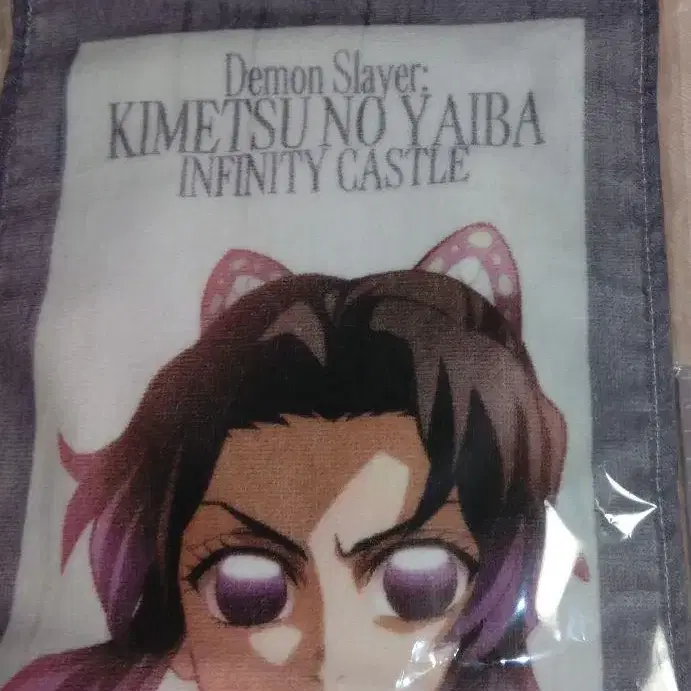 Demon Slayer:
KIMETSU NO YAIBA
INFINITY CASTLE